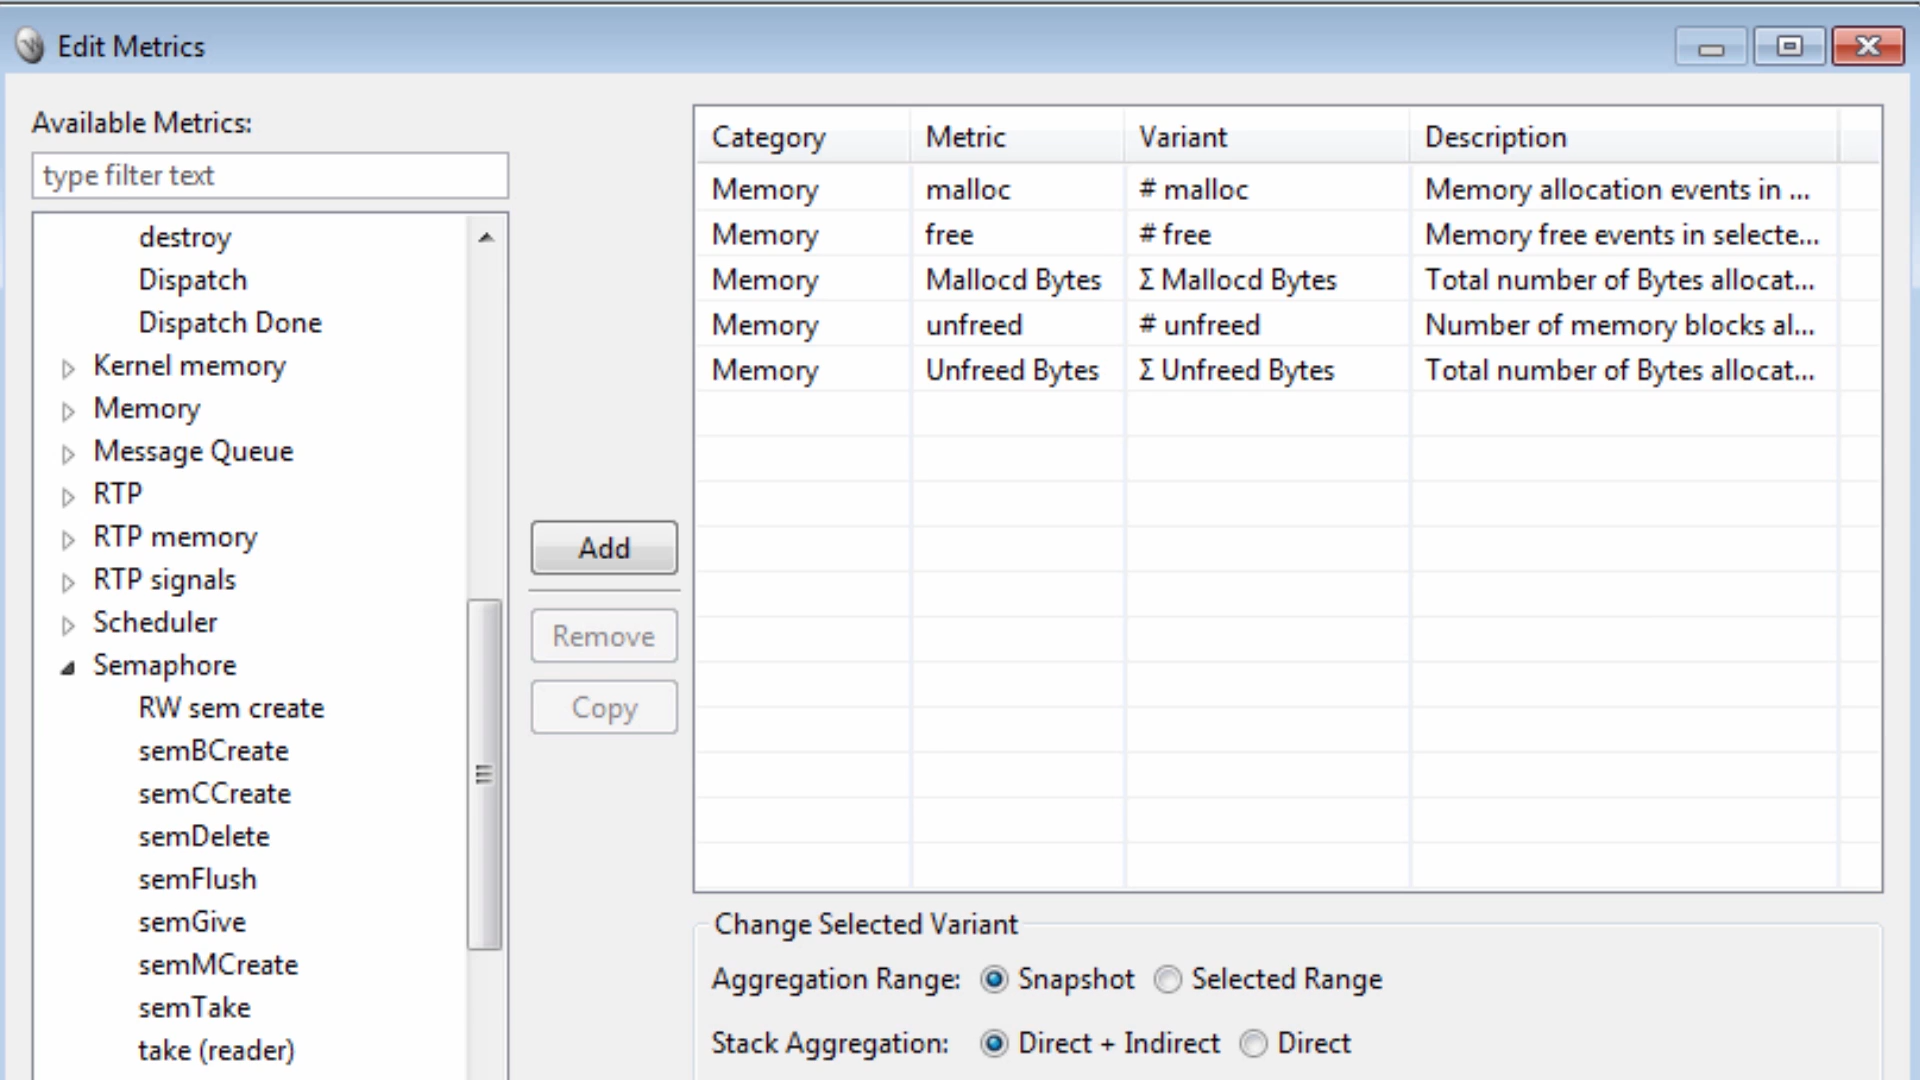 Edit Metrics
Available Metrics:
type filter text
destroy
Dispatch
Dispatch Done
Kernel memory
Memory
Message Queue
RTP
RTP memory
RTP signals
Scheduler
Semaphore
RW sem create
semBCreate
semCCreate
semDelete
semFlush
semGive
semMCreate
semTake
take (reader)
Add
Remove
Copy
Category Metric Variant Description
Memory malloc # malloc Memory allocation events in ...
Memory free # free Memory free events in selecte...
Memory Mallocd Bytes Σ Mallocd Bytes Total number of Bytes allocat...
Memory unfreed # unfreed Number of memory blocks al...
Memory Unfreed Bytes Σ Unfreed Bytes Total number of Bytes allocat...
Change Selected Variant
Aggregation Range: Snapshot Selected Range
Stack Aggregation: Direct + Indirect Direct